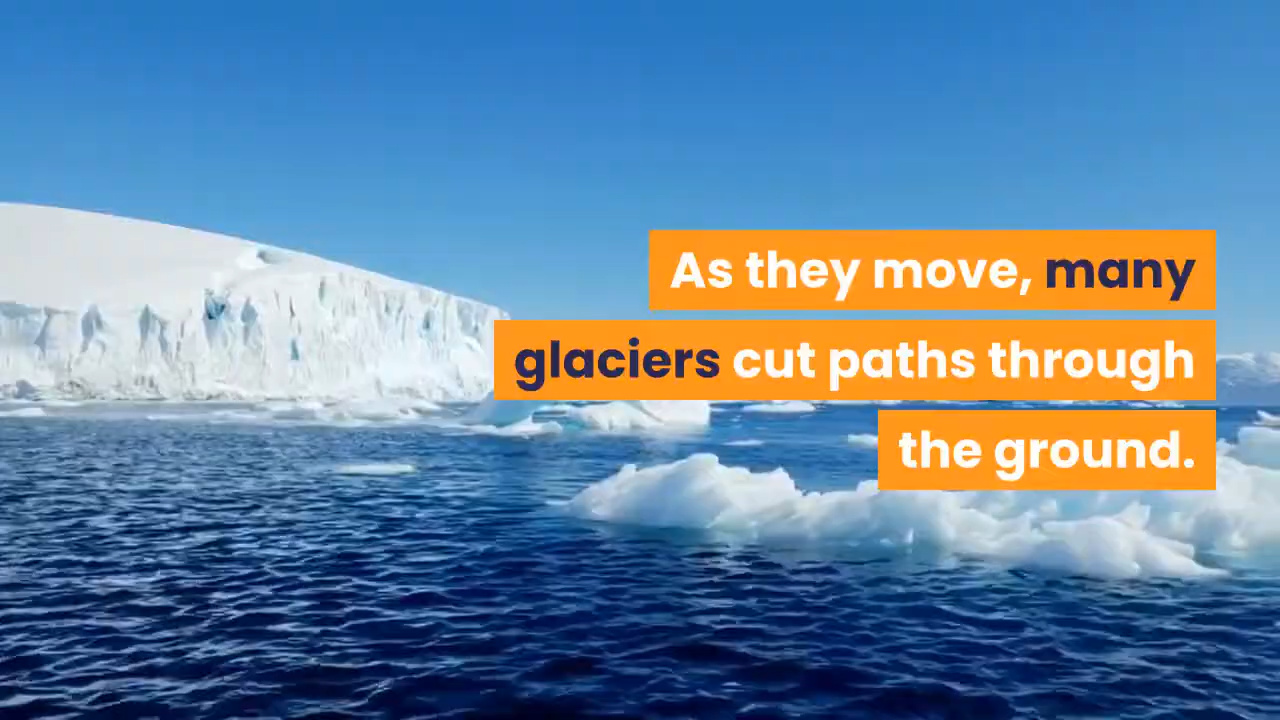 As they move, many
glaciers cut paths through
the ground.